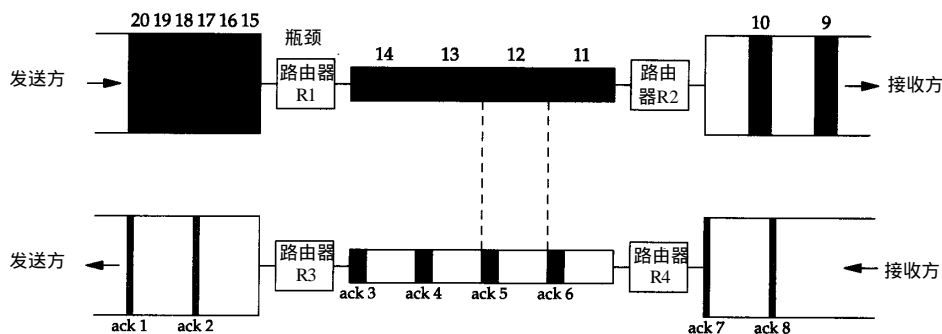 20 19 18 17 16 15
瓶颈
14 13 12 11
10 9
发送方
路由器
R1
路由
器R2
接收方
发送方
路由器
R3
路由器
R4
接收方
ack 3 ack 4 ack 5 ack 6
ack 1 ack 2
ack 7 ack 8